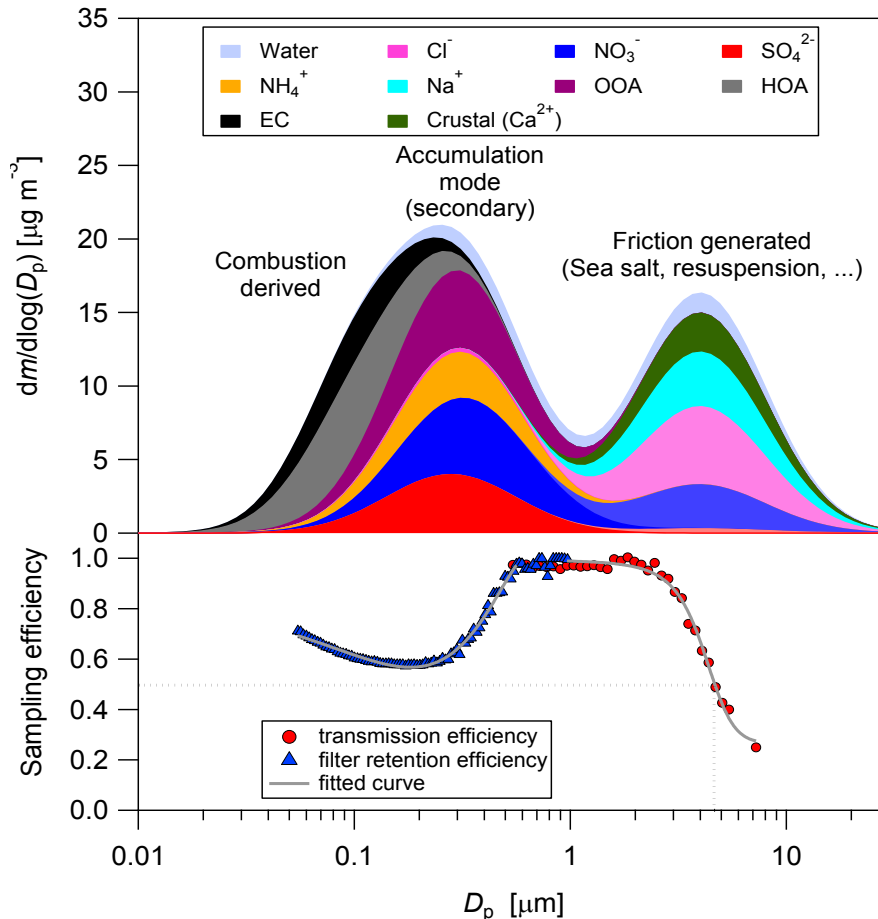 35
30
25
20
15
10
5
0
dm/dlog(Dp) [μg m⁻³]
Water Cl⁻ NO₃⁻ SO₄²⁻
NH₄⁺ Na⁺ OOA HOA
EC Crustal (Ca²⁺)
Accumulation
mode
(secondary)
Combustion
derived
Friction generated
(Sea salt, resuspension, ...)
1.0
0.8
0.6
0.4
0.2
0.0
Sampling efficiency
transmission efficiency
filter retention efficiency
fitted curve
0.01 0.1 1 10
Dp [μm]